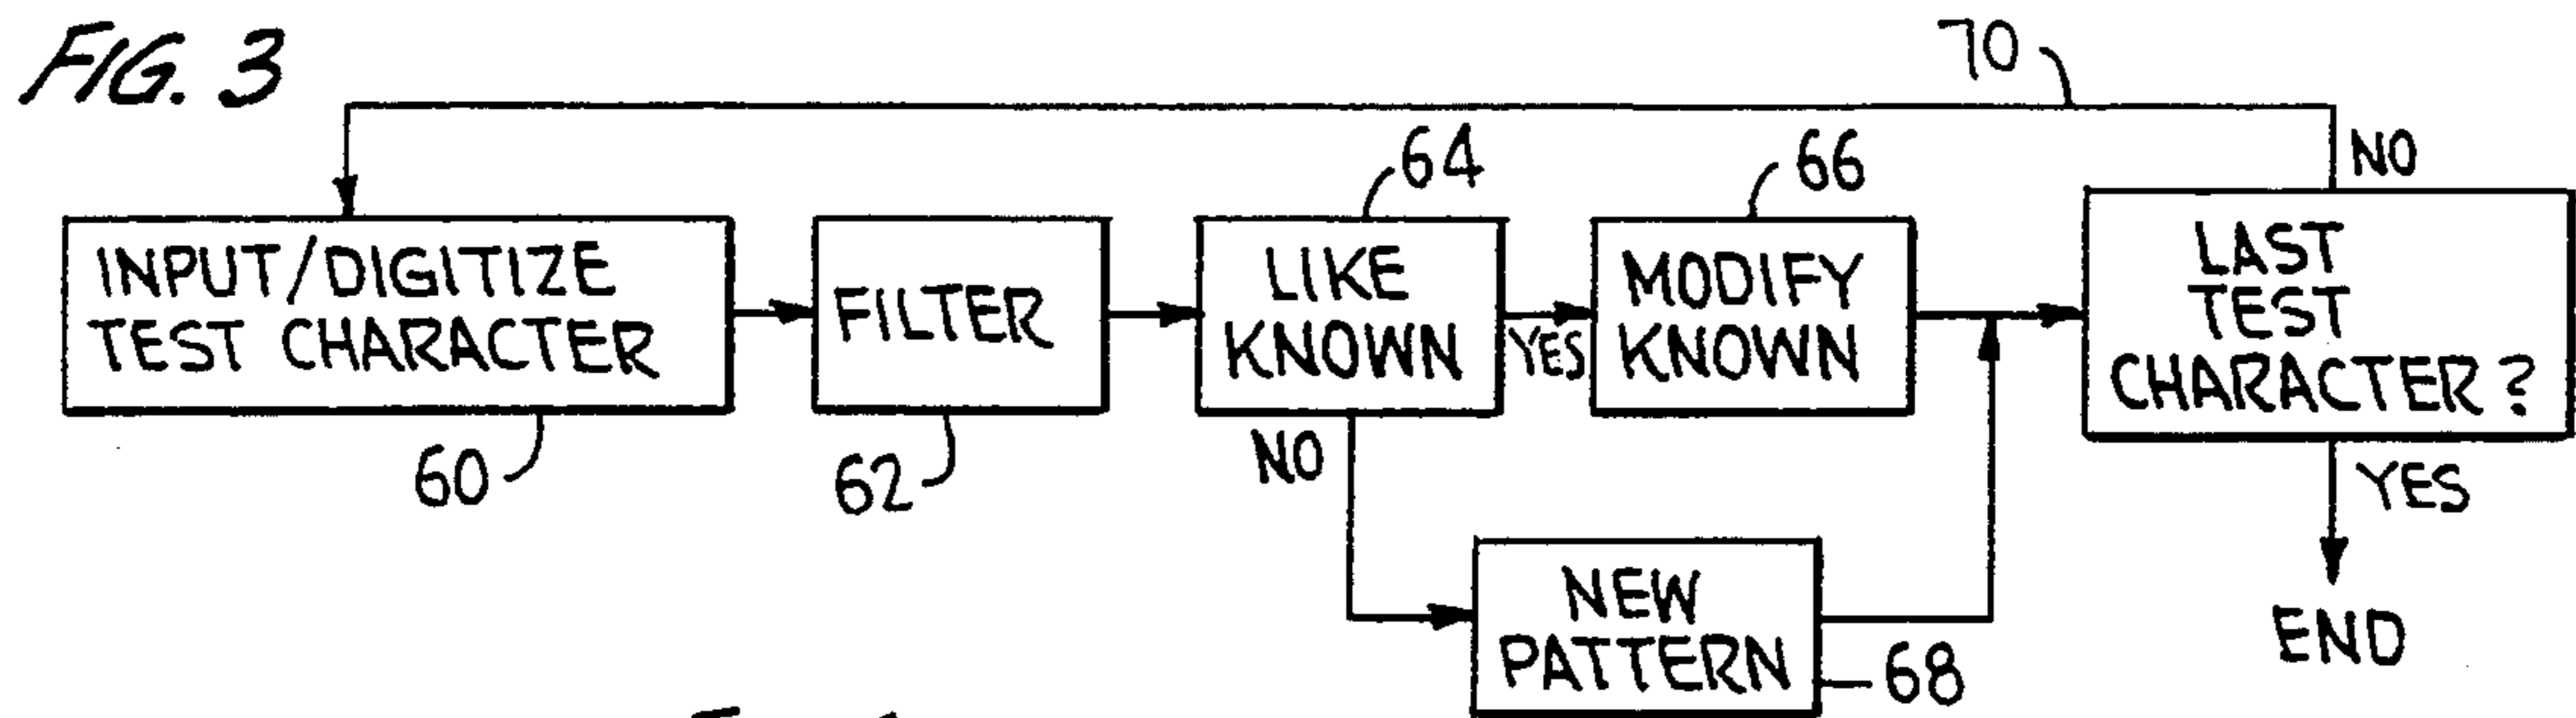 FIG. 3
70
NO
64
66
INPUT/DIGITIZE
TEST CHARACTER
60
FILTER
62
LIKE
KNOWN
YES
NO
MODIFY
KNOWN
NEW
PATTERN
68
LAST
TEST
CHARACTER?
YES
END